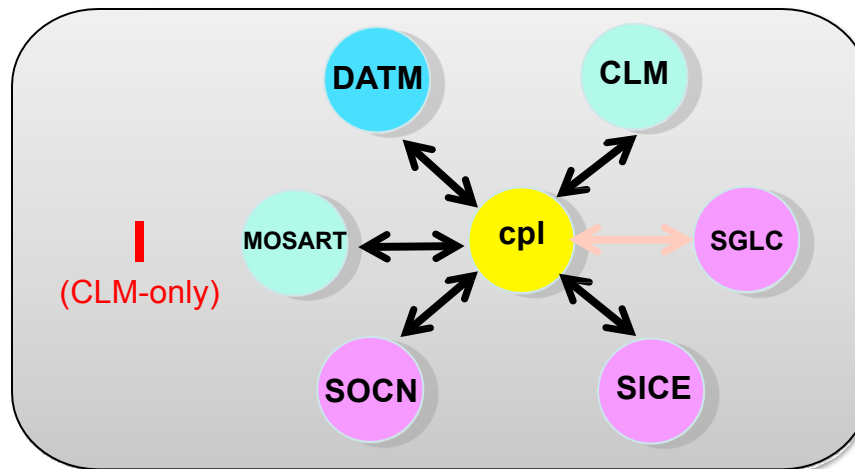 DATM
CLM
I
(CLM-only)
MOSART
cpl
SGLC
SOCN
SICE